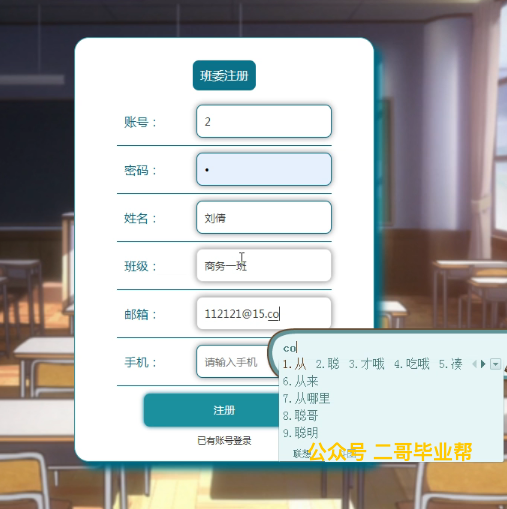 班委注册
账号： 2
密码： •
姓名： 刘倩
班级： 商务一班
邮箱： 112121@15.co
手机： 请输入手机
注册
已有账号登录
co
1.从 2.聪 3.才哦 4.吃哦 5.凑
6.从来
7.从哪里
8.聪哥
9.聪明
联想
公众号 二哥毕业帮